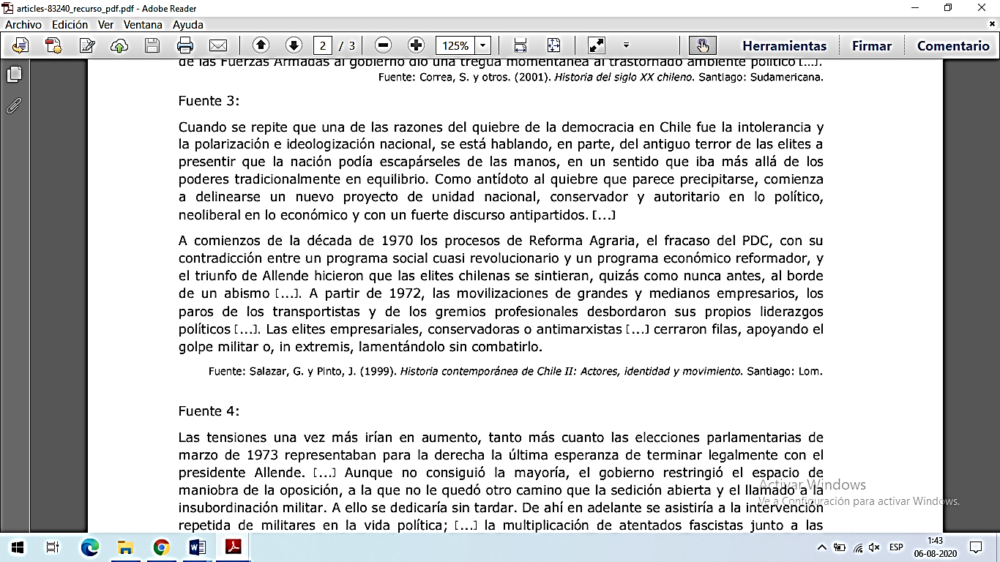 articles-83240_recurso_pdf.pdf - Adobe Reader
Archivo Edición Ver Ventana Ayuda
2 / 3 125% Herramientas Firmar Comentario
de las Fuerzas Armadas al gobierno dio una tregua momentánea al trastornado ambiente político […].
Fuente: Correa, S. y otros. (2001). Historia del siglo XX chileno. Santiago: Sudamericana.
Fuente 3:
Cuando se repite que una de las razones del quiebre de la democracia en Chile fue la intolerancia y
la polarización e ideologización nacional, se está hablando, en parte, del antiguo terror de las elites a
presentir que la nación podía escapárseles de las manos, en un sentido que iba más allá de los
poderes tradicionalmente en equilibrio. Como antídoto al quiebre que parece precipitarse, comienza
a delinearse un nuevo proyecto de unidad nacional, conservador y autoritario en lo político,
neoliberal en lo económico y con un fuerte discurso antipartidos. […]
A comienzos de la década de 1970 los procesos de Reforma Agraria, el fracaso del PDC, con su
contradicción entre un programa social cuasi revolucionario y un programa económico reformador, y
el triunfo de Allende hicieron que las elites chilenas se sintieran, quizás como nunca antes, al borde
de un abismo […]. A partir de 1972, las movilizaciones de grandes y medianos empresarios, los
paros de los transportistas y de los gremios profesionales desbordaron sus propios liderazgos
políticos […]. Las elites empresariales, conservadoras o antimarxistas […] cerraron filas, apoyando el
golpe militar o, in extremis, lamentándolo sin combatirlo.
Fuente: Salazar, G. y Pinto, J. (1999). Historia contemporánea de Chile II: Actores, identidad y movimiento. Santiago: Lom.
Fuente 4:
Las tensiones una vez más irían en aumento, tanto más cuanto las elecciones parlamentarias de
marzo de 1973 representaban para la derecha la última esperanza de terminar legalmente con el
presidente Allende. […] Aunque no consiguió la mayoría, el gobierno restringió el espacio de
maniobra de la oposición, a la que no le quedó otro camino que la sedición abierta y el llamado a la
insubordinación militar. A ello se dedicaría sin tardar. De ahí en adelante se asistiría a la intervención
repetida de militares en la vida política; […] la multiplicación de atentados fascistas junto a las
Activar Windows
Ve a Configuración para activar Windows.
ESP
1:43
06-08-2020